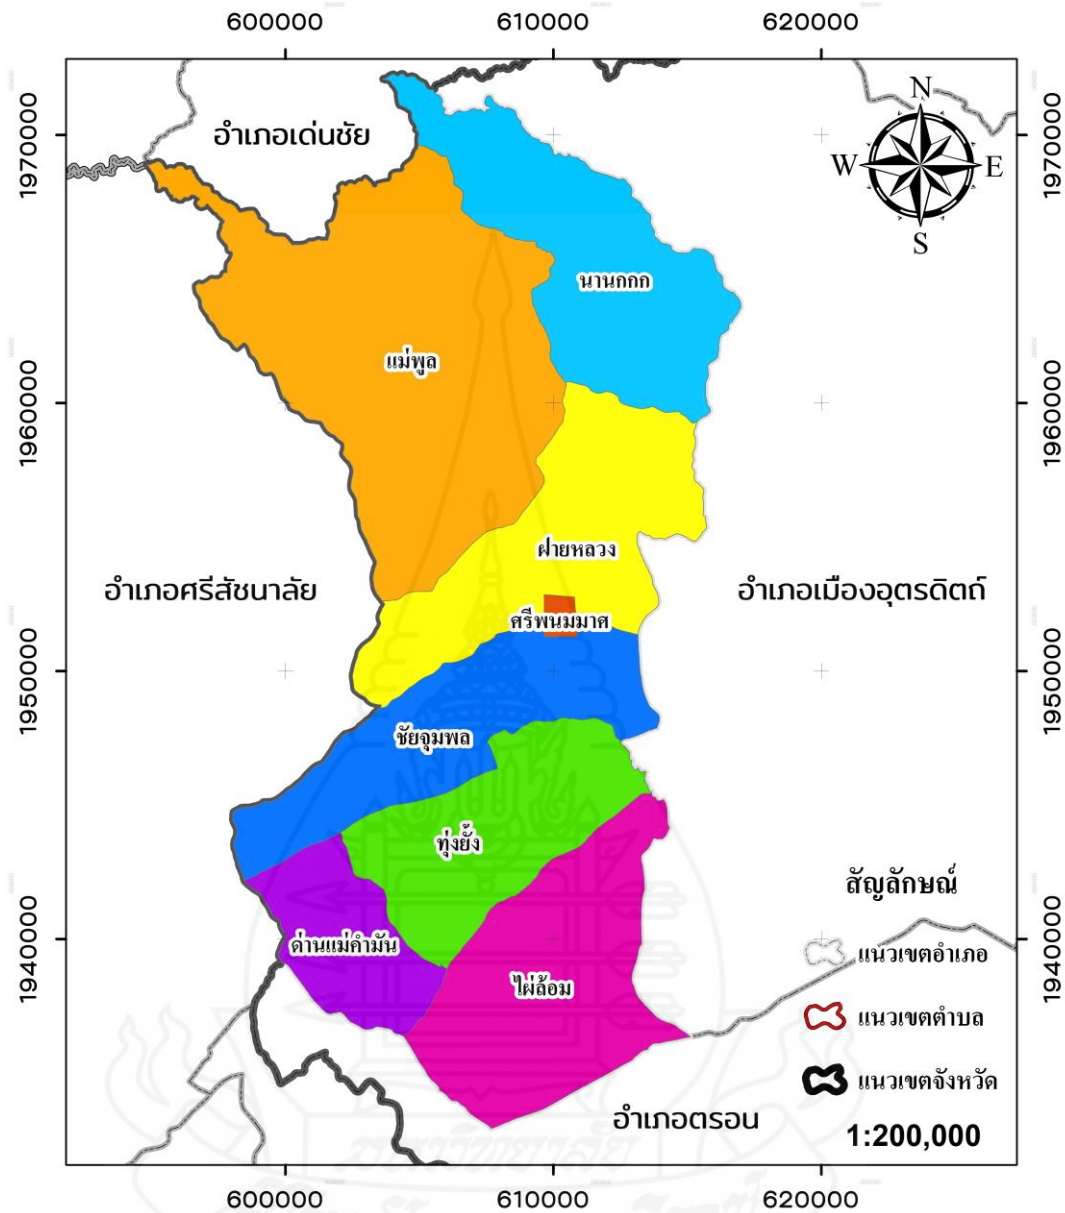 600000 6100000 620000
1970000 1970000
N
W E
S
อำเภอเด่นชัย
นานกกก
แม่พูล
1960000 1960000
ฝายหลวง
อำเภอศรีสัชนาลัย อำเภอเมืองอุตรดิตถ์
ศรีพนมมาศ
1950000 1950000
ชัยจุมพล
ทุ่งยั้ง
สัญลักษณ์
1940000 1940000
ด่านแม่คำมัน
แนวเขตอำเภอ
ไผ่ล้อม
แนวเขตตำบล
แนวเขตจังหวัด
อำเภอตรอน
1:200,000
600000 6100000 620000